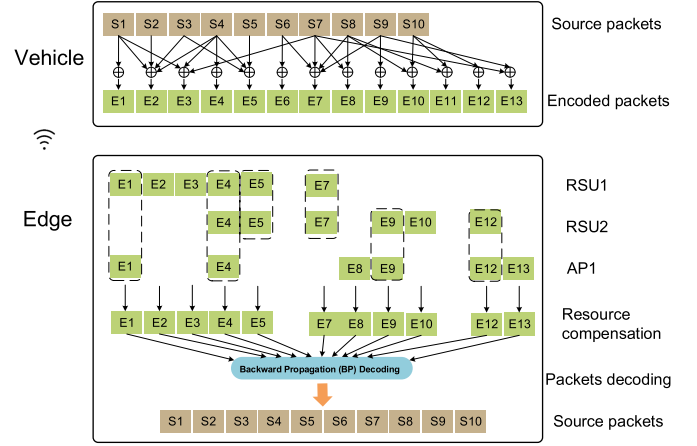 S1 S2 S3 S4 S5 S6 S7 S8 S9 S10 Source packets
Vehicle
E1 E2 E3 E4 E5 E6 E7 E8 E9 E10 E11 E12 E13 Encoded packets
Edge
E1 E2 E3 E4 E5 E7 RSU1
E4 E5 E7 E9 E10 E12 RSU2
E1 E4 E8 E9 E12 E13 AP1
E1 E2 E3 E4 E5 E7 E8 E9 E10 E12 E13 Resource
compensation
Backward Propagation (BP) Decoding
Packets decoding
S1 S2 S3 S4 S5 S6 S7 S8 S9 S10 Source packets